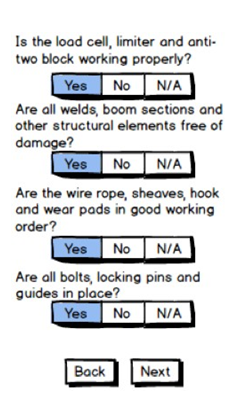 Is the load cell, limiter and anti-
two block working properly?
Yes No N/A
Are all welds, boom sections and
other structural elements free of
damage?
Yes No N/A
Are the wire rope, sheaves, hook
and wear pads in good working
order?
Yes No N/A
Are all bolts, locking pins and
guides in place?
Yes No N/A
Back Next